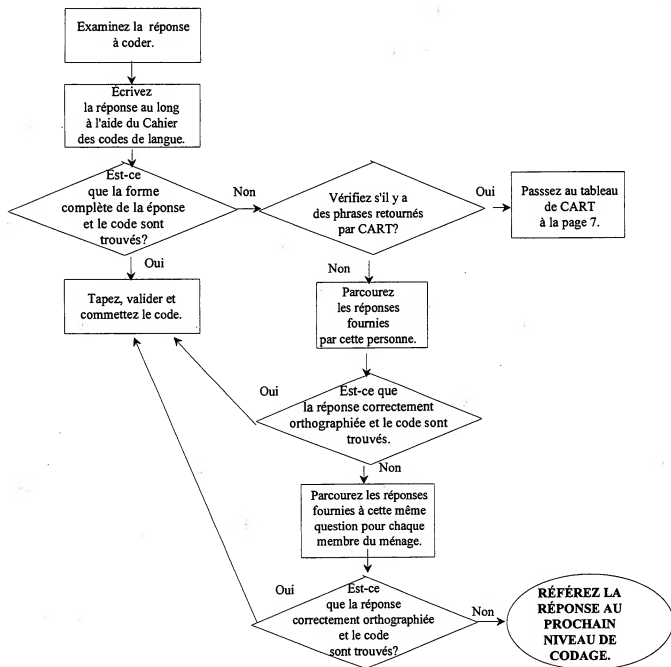 Examinez la réponse
à coder.
Écrivez
la réponse au long
à l'aide du Cahier
des codes de langue.
Est-ce
que la forme
complète de la éponse
et le code sont
trouvés?
Non
Vérifiez s'il y a
des phrases retournés
par CART?
Oui
Passsez au tableau
de CART
à la page 7.
Oui
Tapez, valider et
commettez le code.
Non
Parcourez
les réponses
fournies
par cette personne.
Oui
Est-ce que
la réponse correctement
orthographiée et le code sont
trouvés.
Non
Parcourez les réponses
fournies à cette même
question pour chaque
membre du ménage.
Oui
Est-ce
que la réponse
correctement orthographiée
et le code
sont trouvés?
Non
RÉFÉREZ LA
RÉPONSE AU
PROCHAIN
NIVEAU DE
CODAGE.